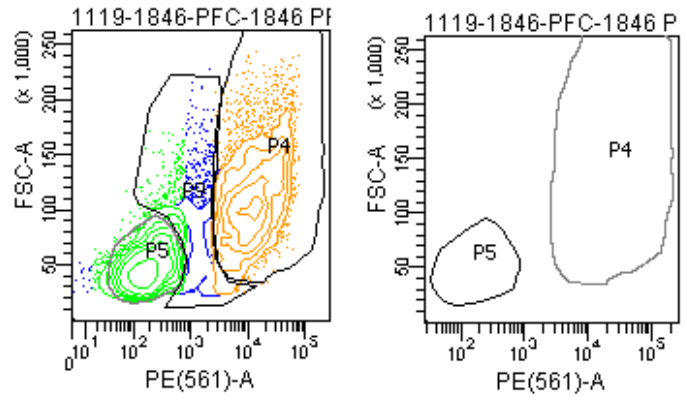 1119-1846-PFC-1846 PF
FSC-A
(x 1,000)
250
200
150
100
50
P4
P5
0
10¹
10²
10³
10⁴
10⁵
PE(561)-A
1119-1846-PFC-1846 P
FSC-A
(x 1,000)
250
200
150
100
50
P4
P5
10²
10³
10⁴
10⁵
PE(561)-A